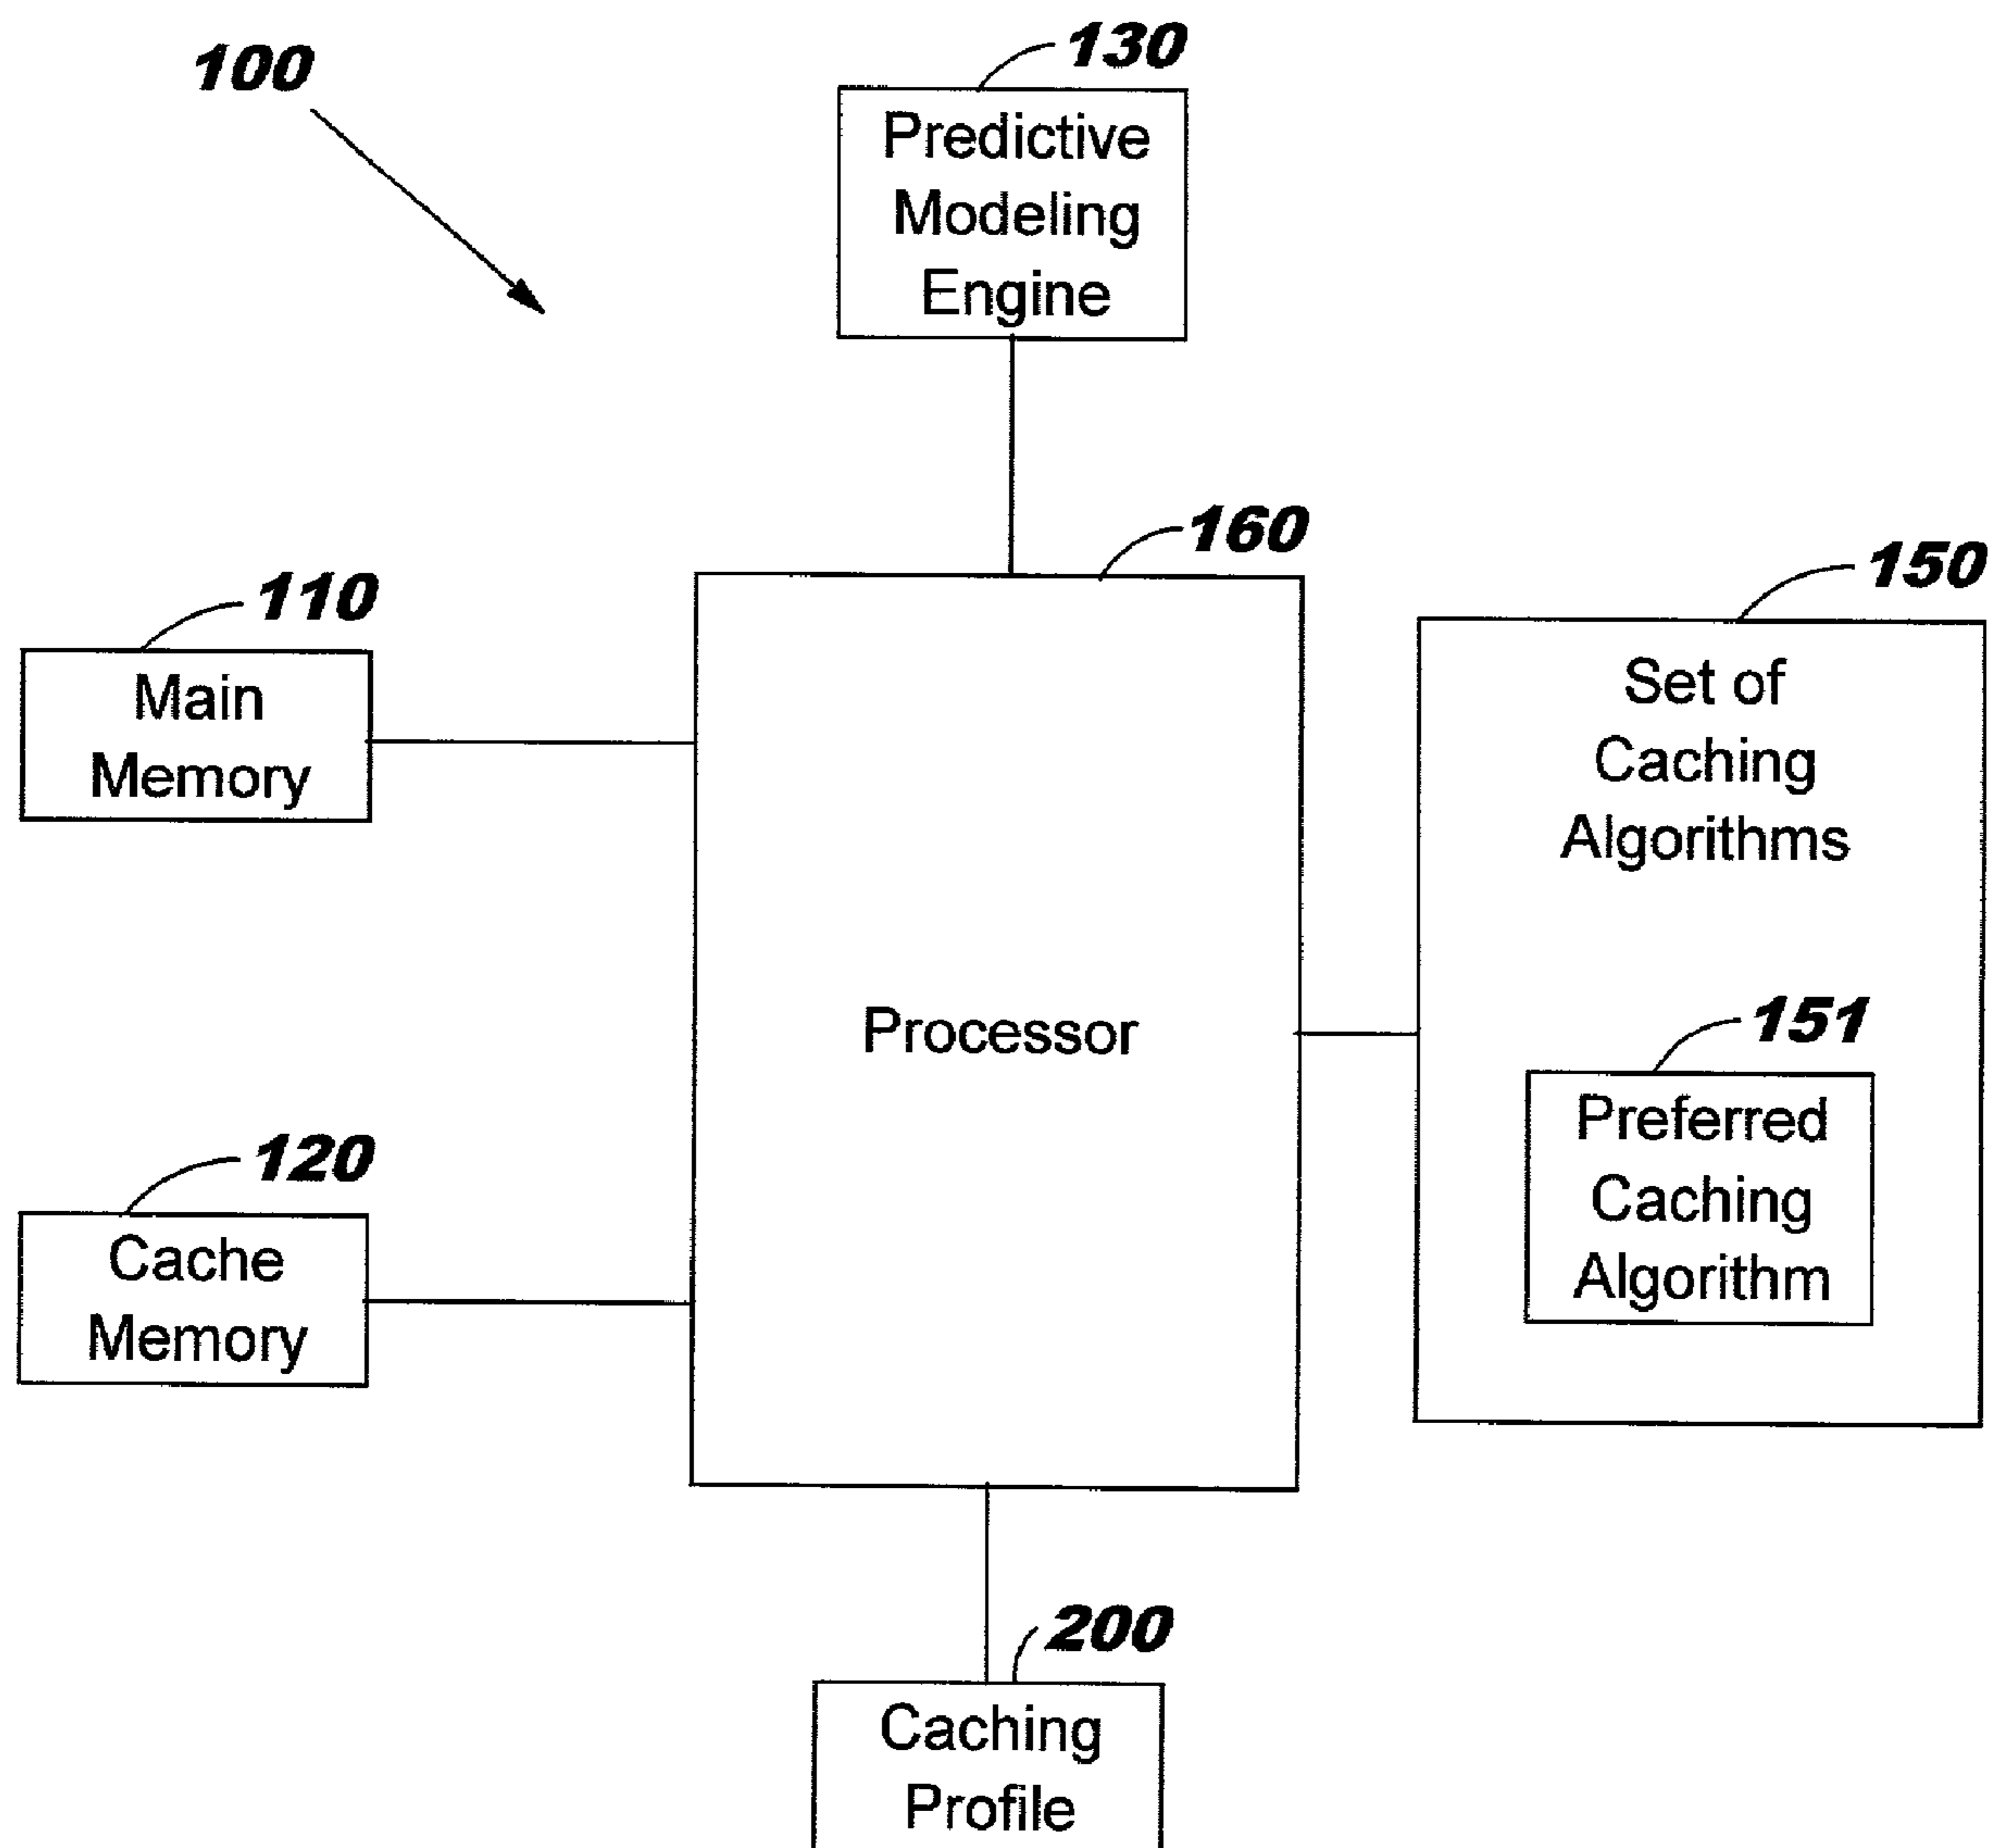 100
130
Predictive
Modeling
Engine
160
150
110
Main
Memory
Set of
Caching
Algorithms
Processor
151
Preferred
Caching
Algorithm
120
Cache
Memory
200
Caching
Profile